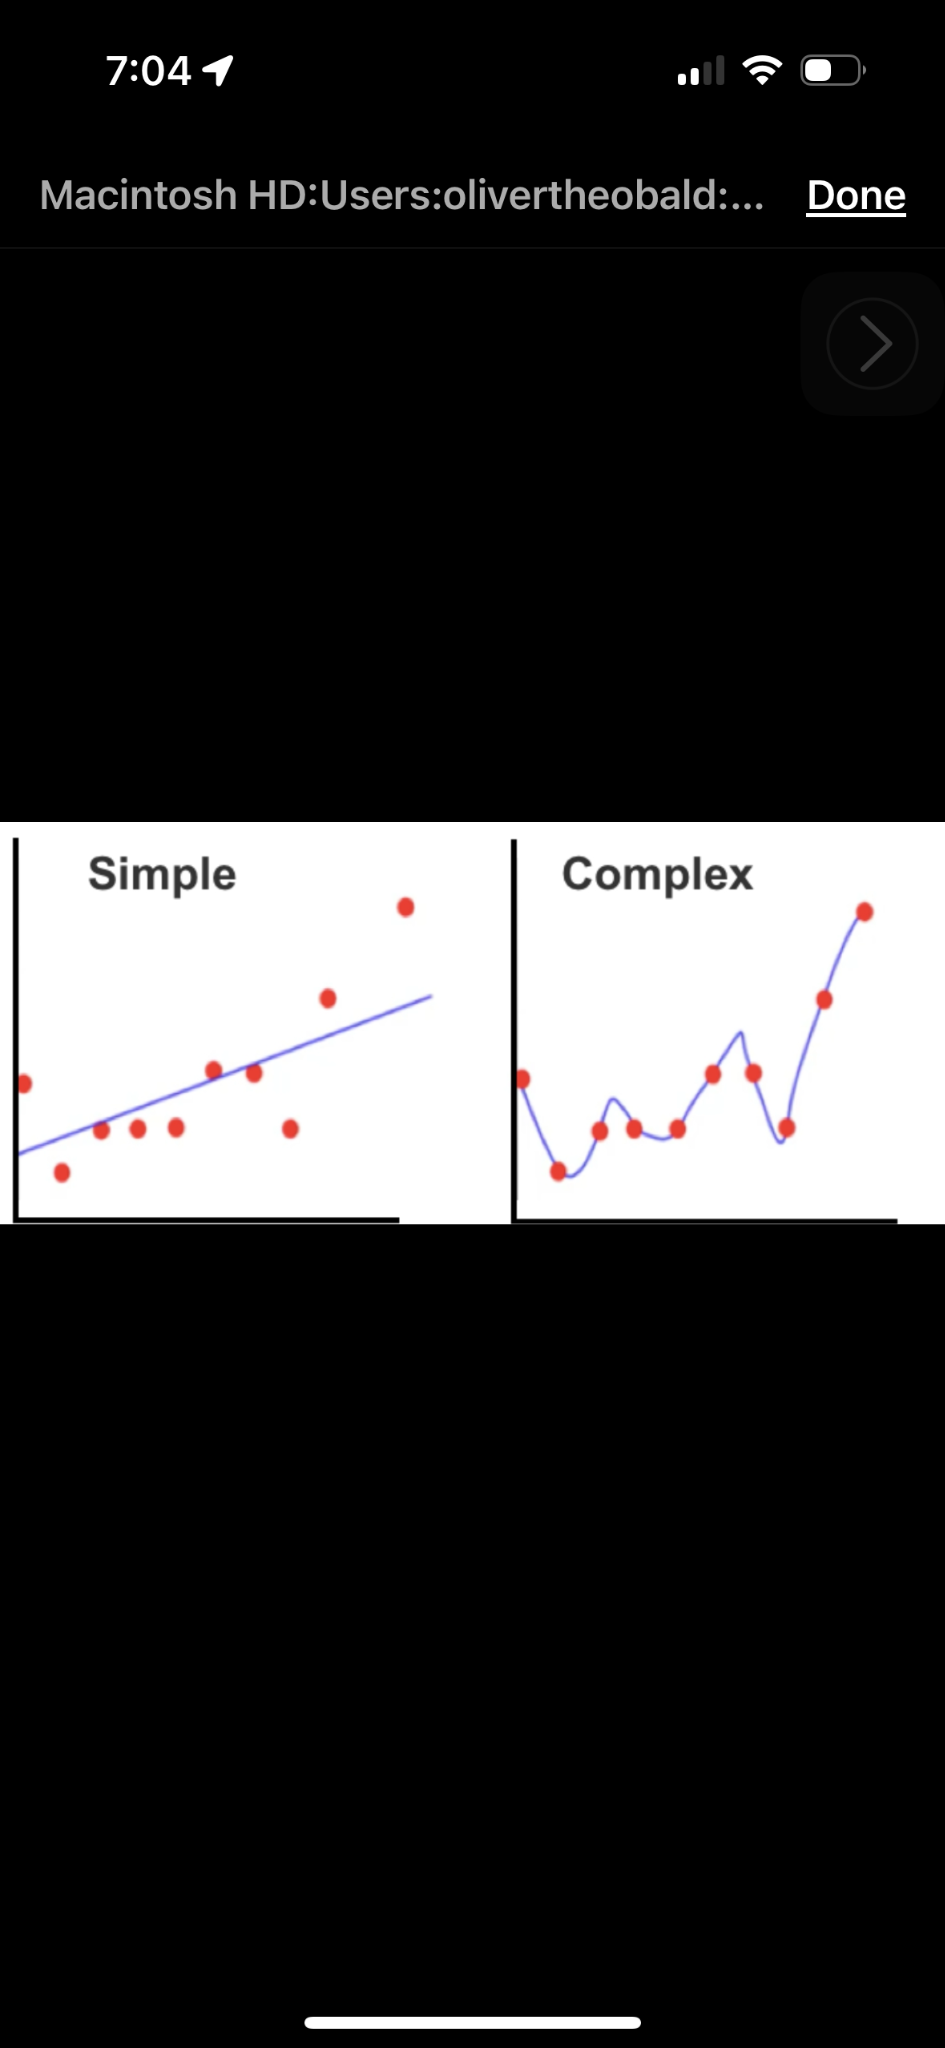 7:04
Macintosh HD:Users:olivertheobald:...
Done
Simple
Complex